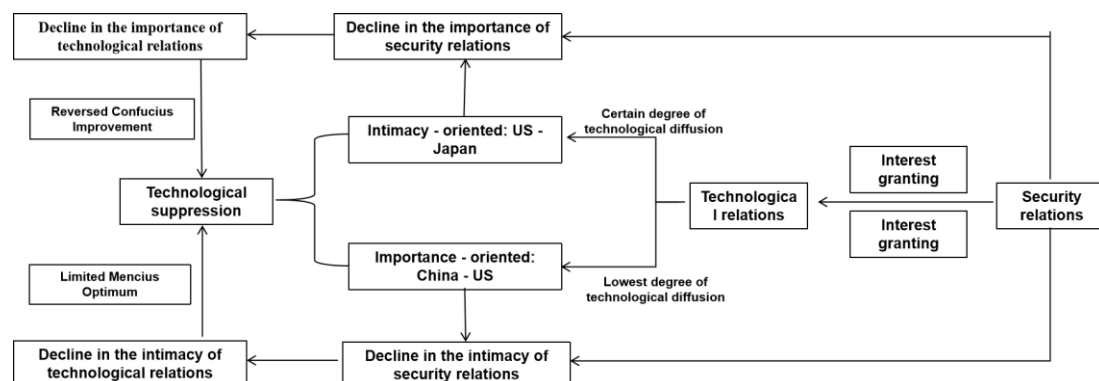 Decline in the importance of
technological relations
Decline in the importance of
security relations
Reversed Confucius
Improvement
Intimacy - oriented: US -
Japan
Certain degree of
technological diffusion
Interest
granting
Technological
suppression
Technologica
l relations
Security
relations
Interest
granting
Importance - oriented:
China - US
Limited Mencius
Optimum
Lowest degree of
technological diffusion
Decline in the intimacy of
technological relations
Decline in the intimacy of
security relations